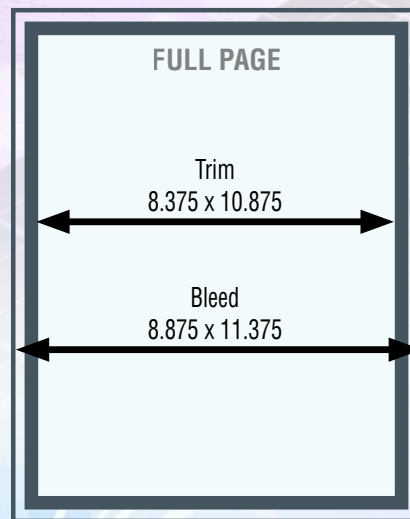 FULL PAGE
Trim
8.375 x 10.875
Bleed
8.875 x 11.375